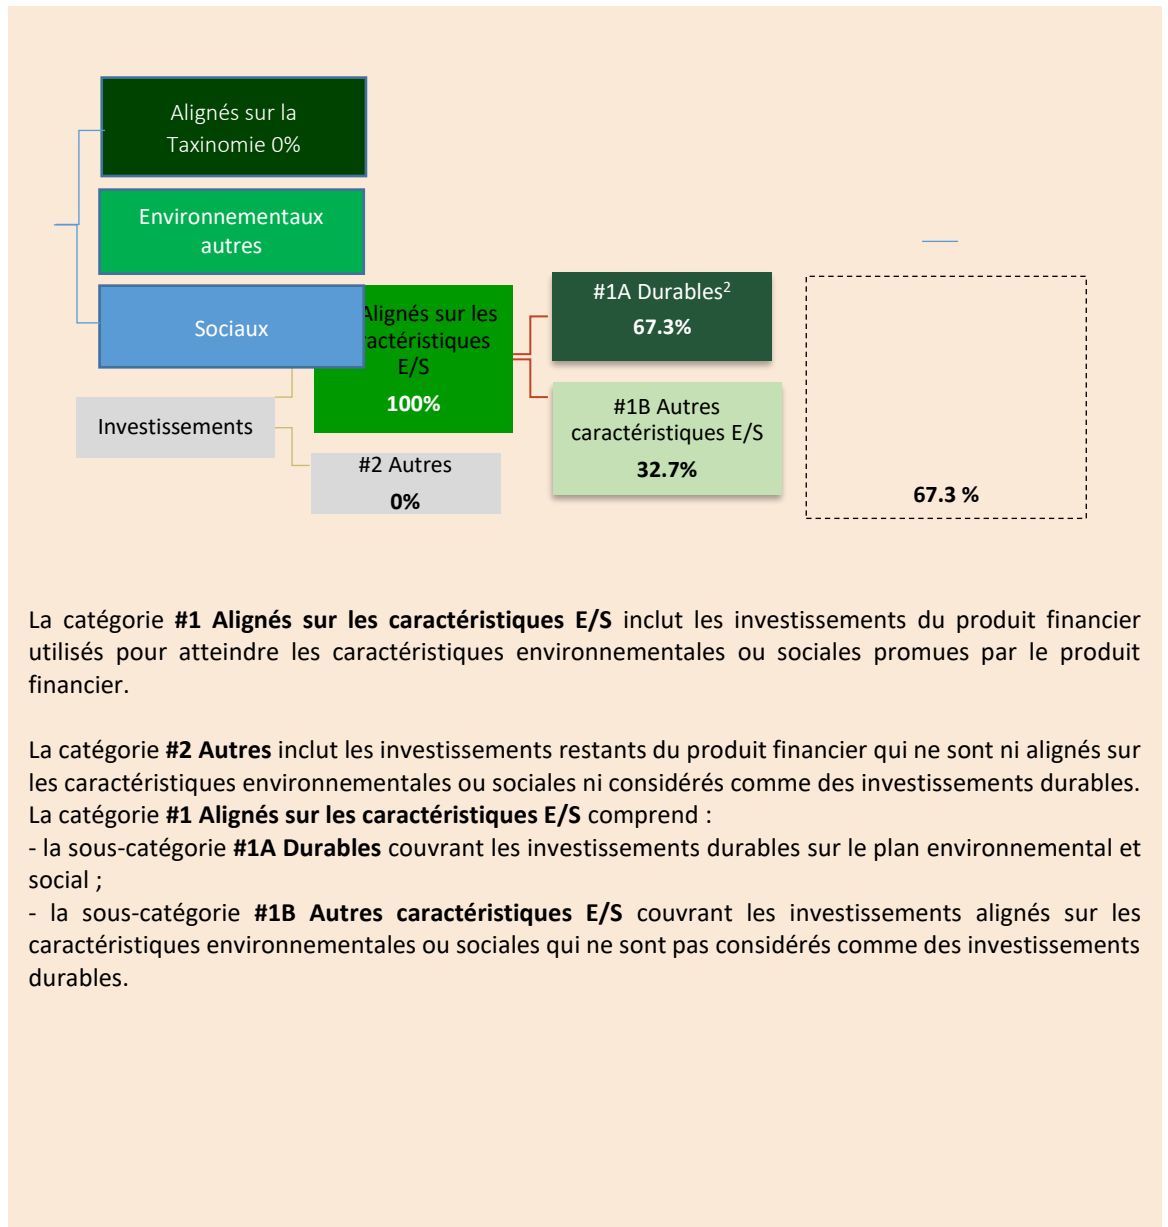 Alignés sur la
Taxinomie 0%
Environnementaux
autres
Sociaux
Alignés sur les
actéristiques
E/S
100%
#1A Durables²
67.3%
#1B Autres
caractéristiques E/S
32.7%
67.3 %
Investissements
#2 Autres
0%
La catégorie #1 Alignés sur les caractéristiques E/S inclut les investissements du produit financier
utilisés pour atteindre les caractéristiques environnementales ou sociales promues par le produit
financier.
La catégorie #2 Autres inclut les investissements restants du produit financier qui ne sont ni alignés sur
les caractéristiques environnementales ou sociales ni considérés comme des investissements durables.
La catégorie #1 Alignés sur les caractéristiques E/S comprend :
- la sous-catégorie #1A Durables couvrant les investissements durables sur le plan environnemental et
social ;
- la sous-catégorie #1B Autres caractéristiques E/S couvrant les investissements alignés sur les
caractéristiques environnementales ou sociales qui ne sont pas considérés comme des investissements
durables.